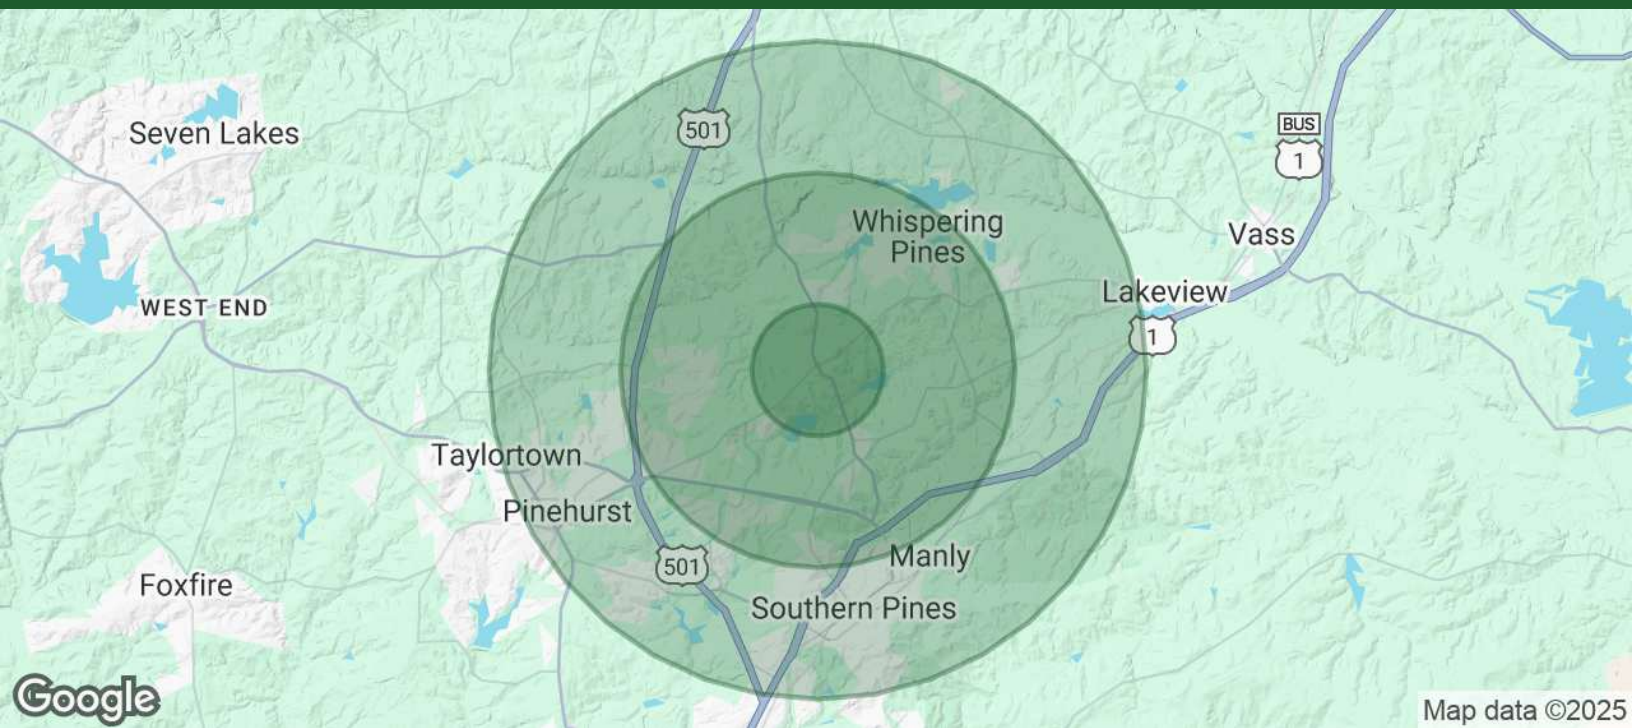 501
BUS
1
Seven Lakes
Whispering
Pines
Vass
Lakeview
WEST END
1
Taylortown
Pinehurst
Manly
501
Foxfire
Southern Pines
Google
Map data ©2025